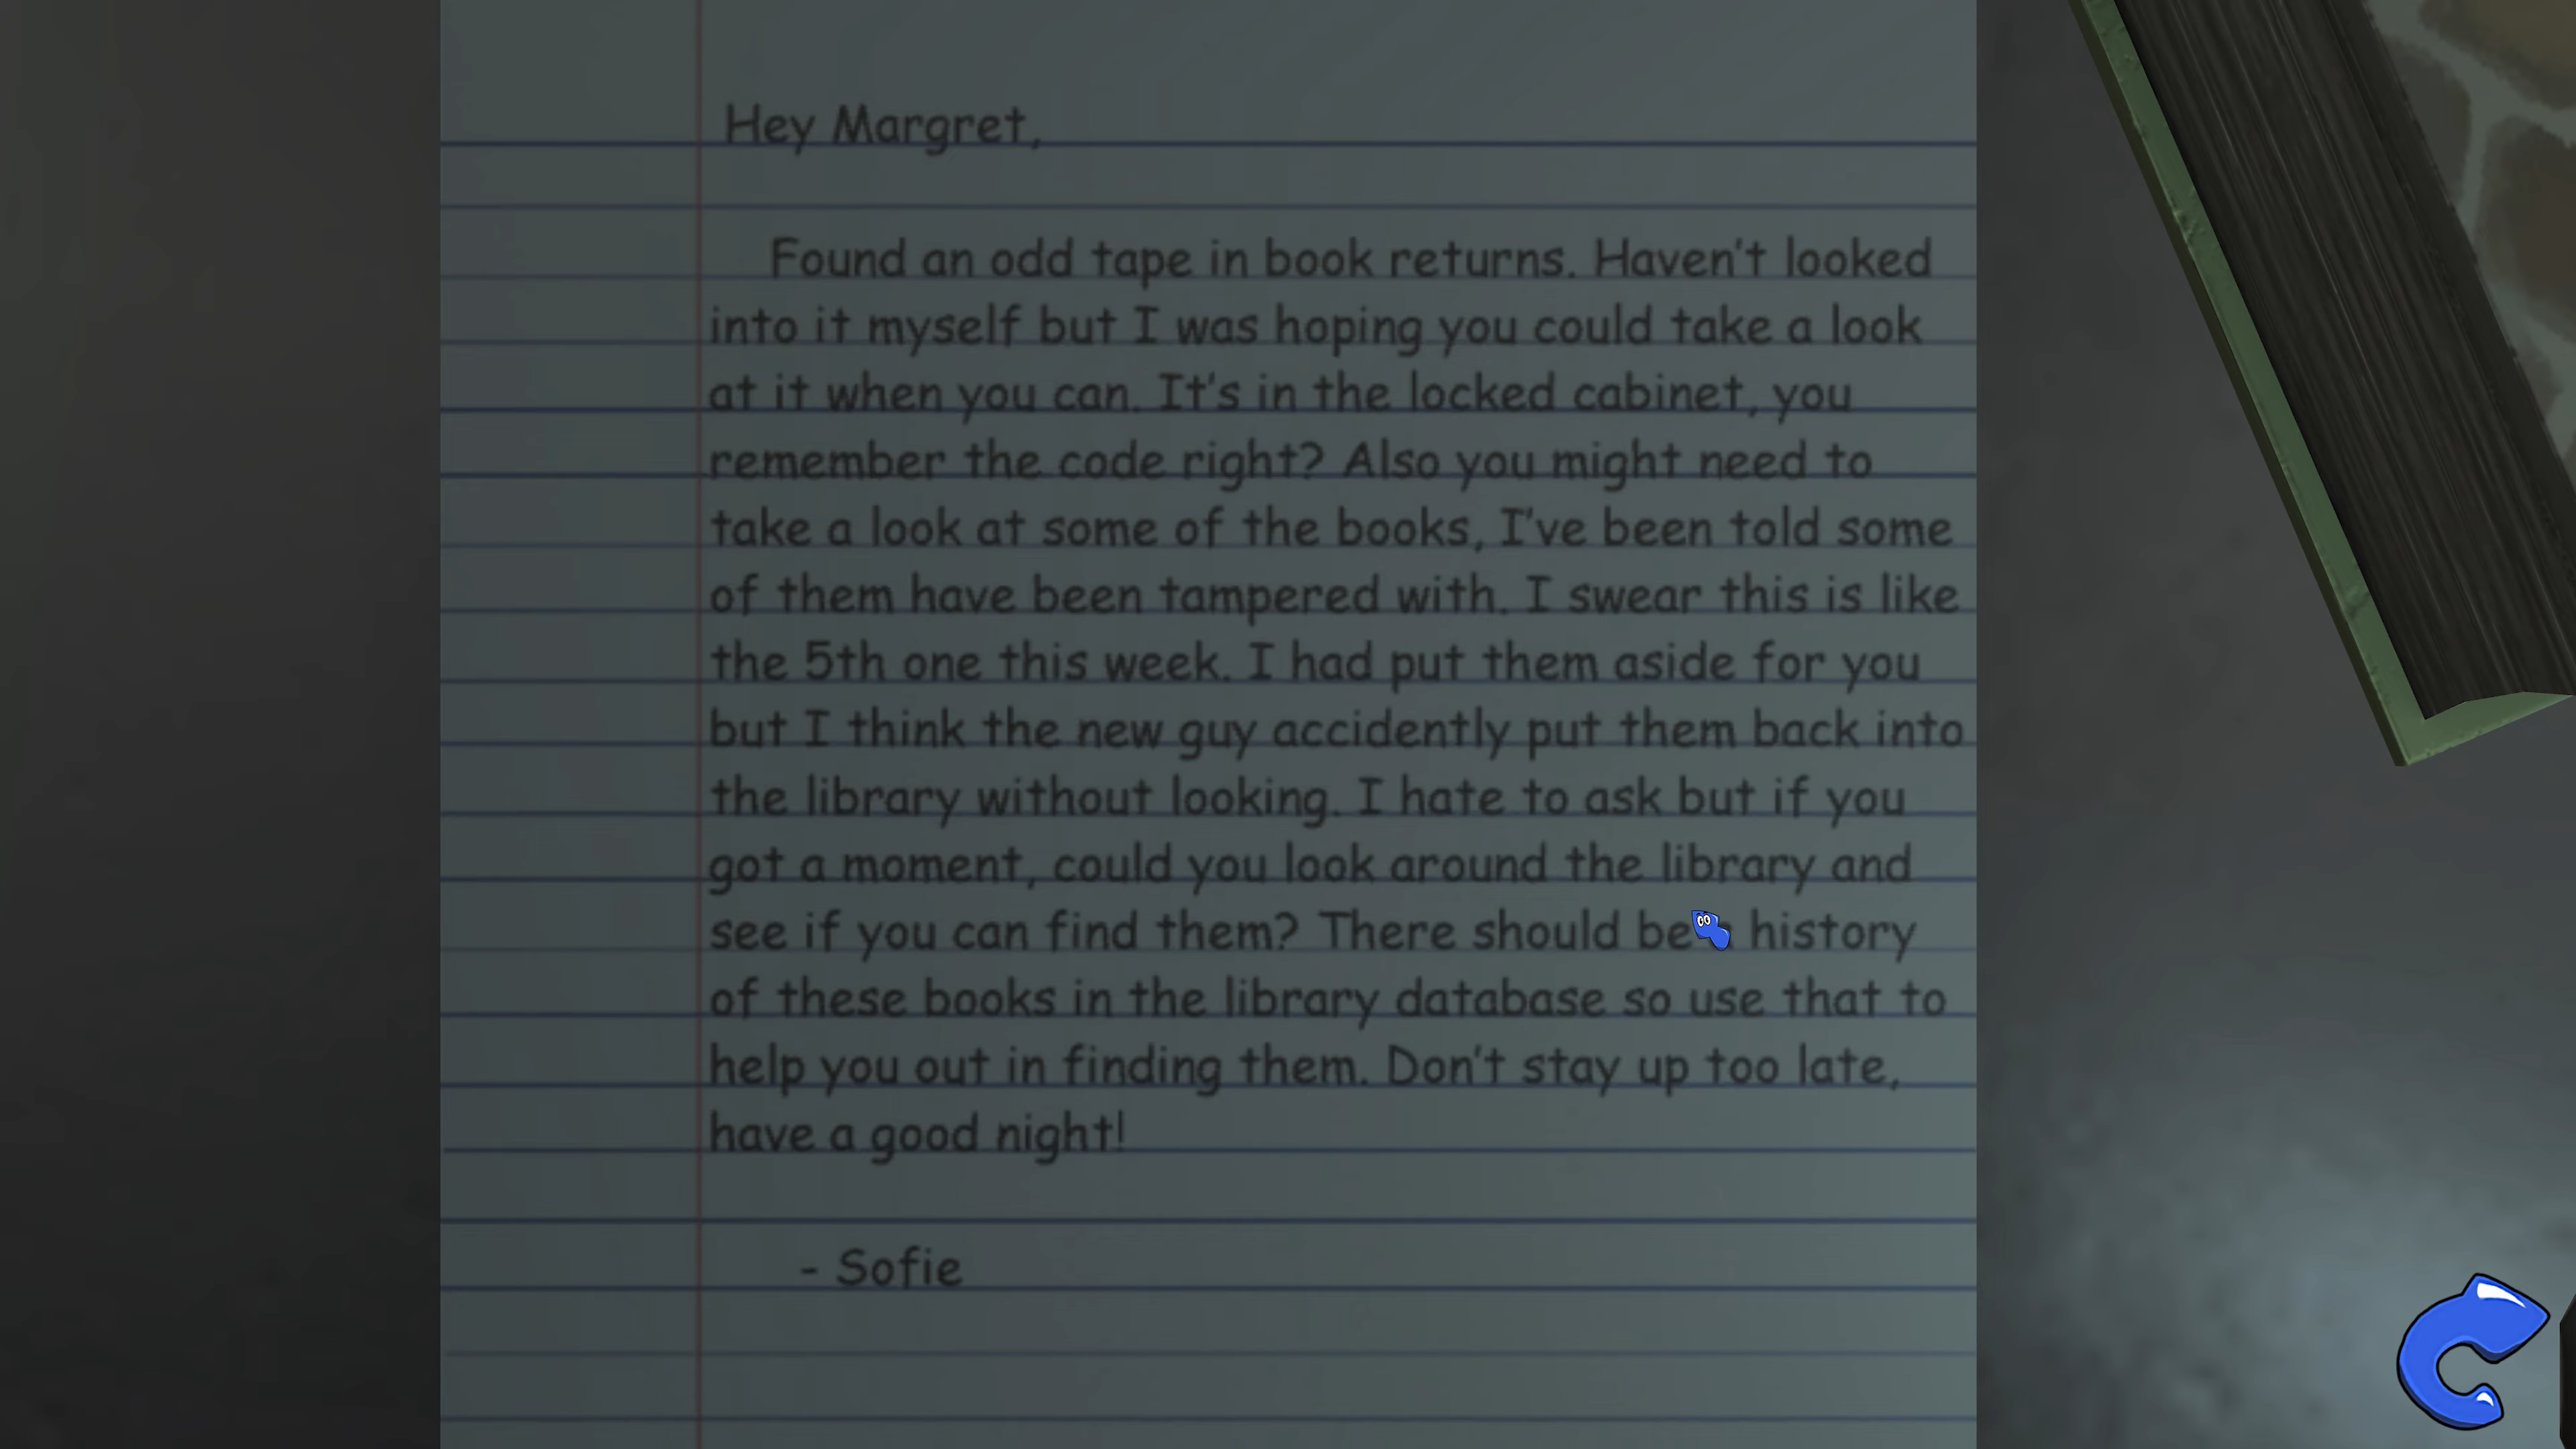 Hey Margret,
Found an odd tape in book returns. Haven't looked
into it myself but I was hoping you could take a look
at it when you can. It's in the locked cabinet, you
remember the code right? Also you might need to
take a look at some of the books, I've been told some
of them have been tampered with. I swear this is like
the 5th one this week. I had put them aside for you
but I think the new guy accidently put them back into
the library without looking. I hate to ask but if you
got a moment, could you look around the library and
see if you can find them? There should be history
of these books in the library database so use that to
help you out in finding them. Don't stay up too late,
have a good night!
- Sofie